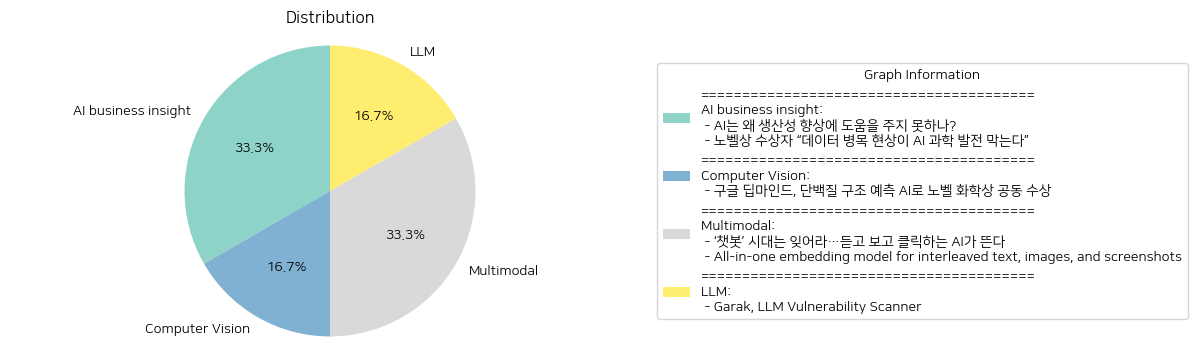 Distribution
LLM
AI business insight
16.7%
33.3%
33.3%
16.7%
Multimodal
Computer Vision
Graph Information
========================================
AI business insight:
- AI는 왜 생산성 향상에 도움을 주지 못하나?
- 노벨상 수상자 “데이터 병목 현상이 AI 과학 발전 막는다”
========================================
Computer Vision:
- 구글 딥마인드, 단백질 구조 예측 AI로 노벨 화학상 공동 수상
========================================
Multimodal:
- ‘챗봇’ 시대는 잊어라…듣고 보고 클릭하는 AI가 뜬다
- All-in-one embedding model for interleaved text, images, and screenshots
========================================
LLM:
- Garak, LLM Vulnerability Scanner